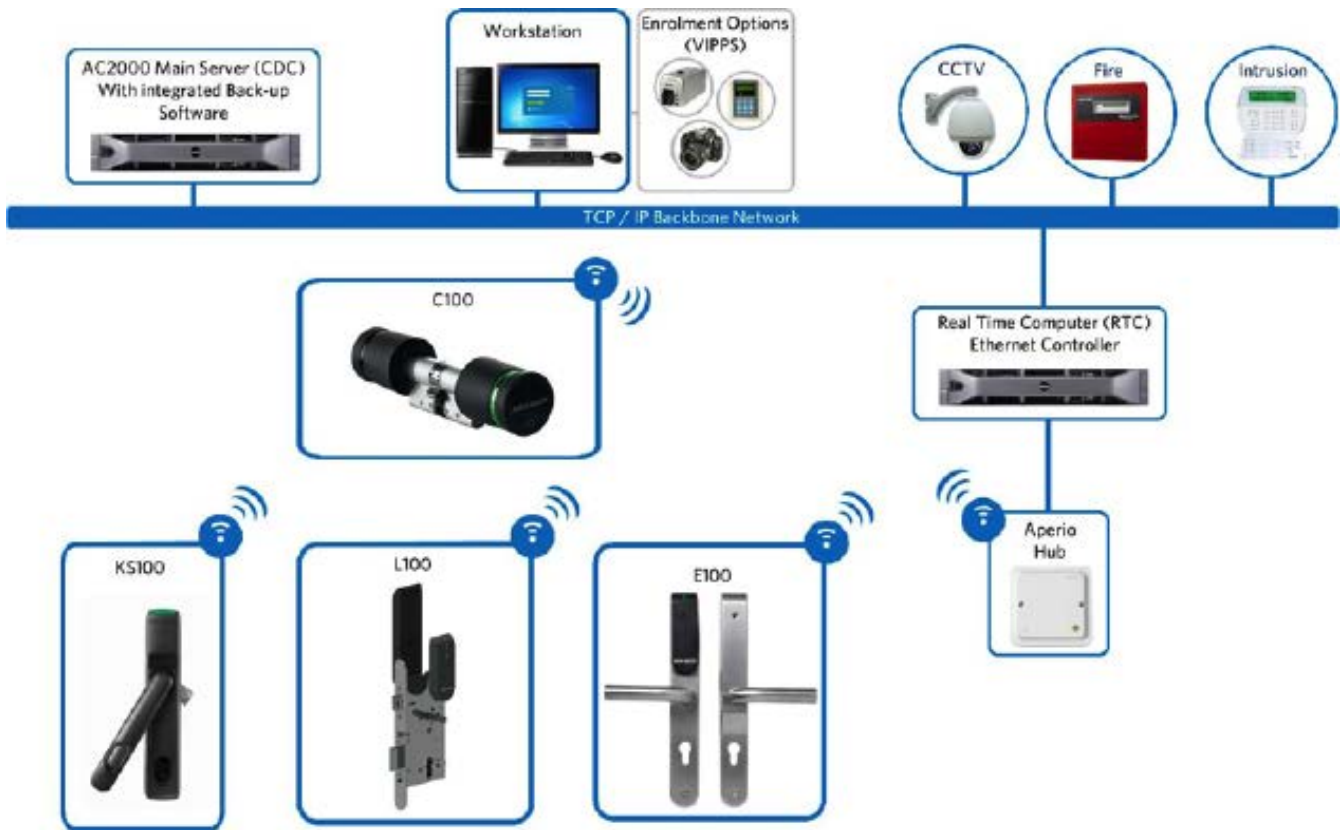 AC2000 Main Server (CDC)
With integrated Back-up
Software
Workstation
Enrolment Options
(VIPPS)
CCTV
Fire
Intrusion
TCP / IP Backbone Network
C100
Real Time Computer (RTC)
Ethernet Controller
Aperio
Hub
KS100
L100
E100